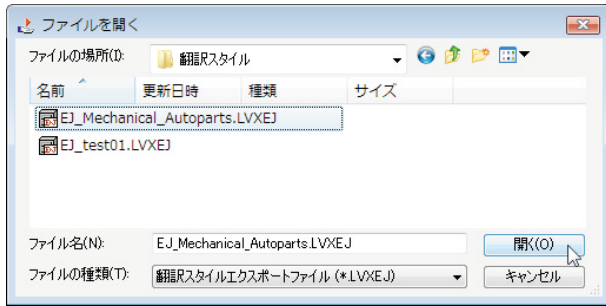 ファイルを開く
ファイルの場所(I): 翻訳スタイル
名前 更新日時 種類 サイズ
EJ_Mechanical_Autoparts.LVXEJ
EJ_test01.LVXEJ
ファイル名(N): EJ_Mechanical_Autoparts.LVXEJ 開く(O)
ファイルの種類(T): 翻訳スタイルエクスポートファイル (*.LVXEJ) キャンセル